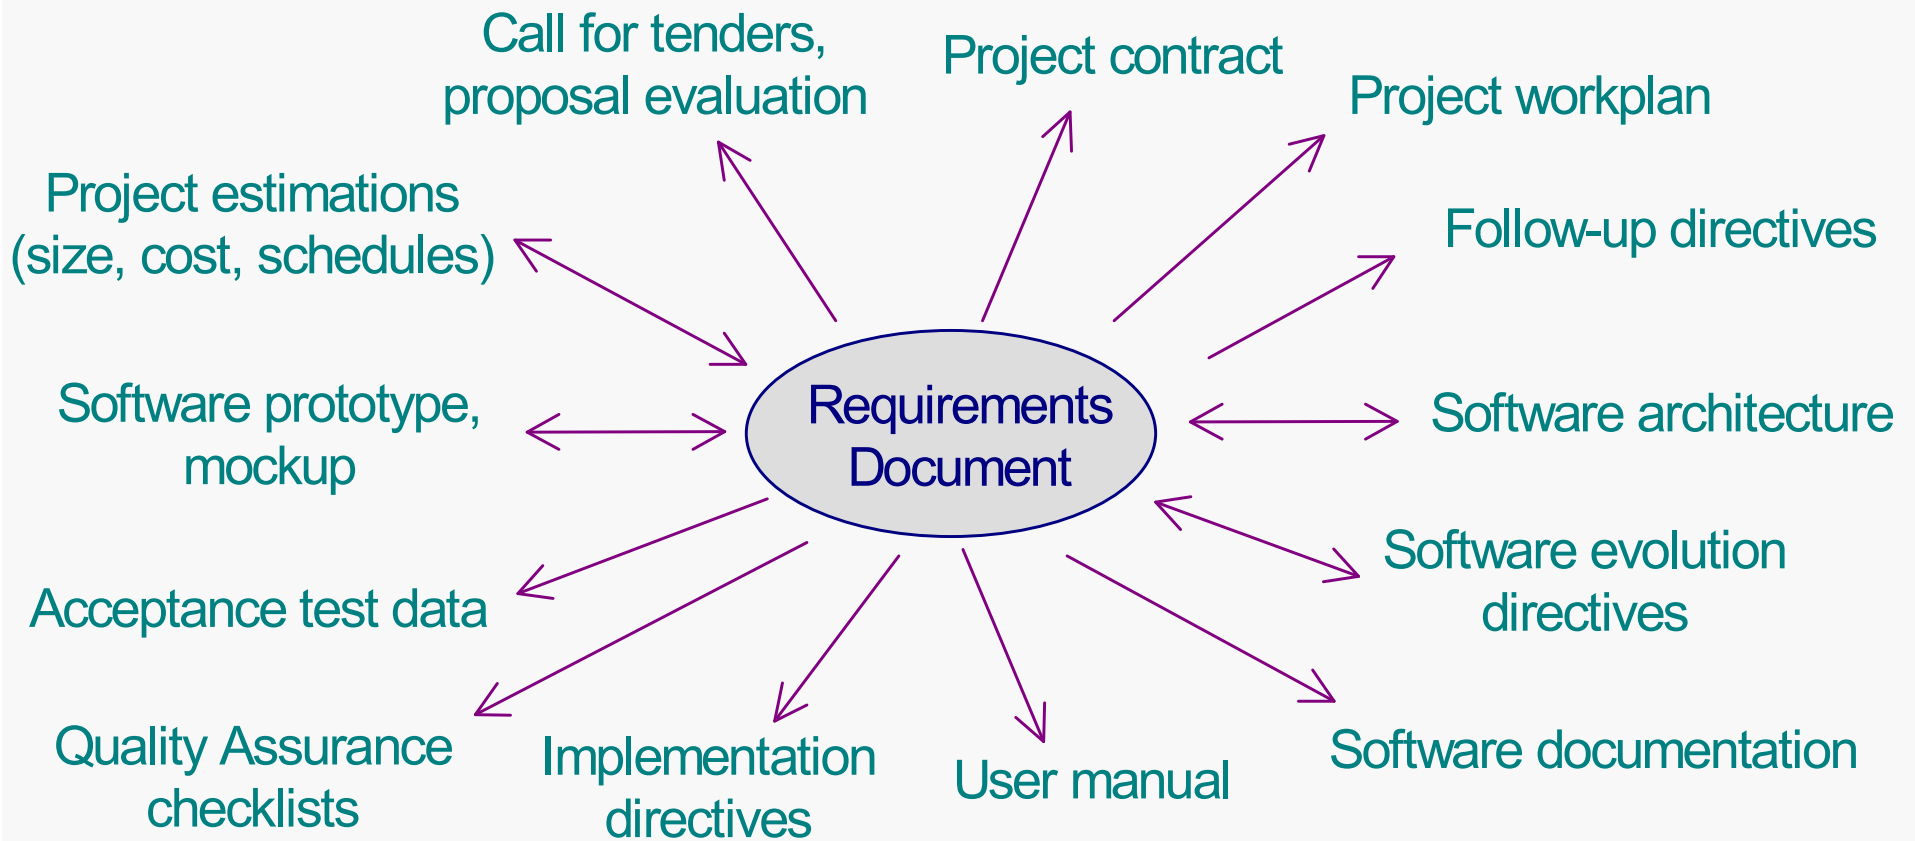 Call for tenders,
proposal evaluation
Project contract
Project workplan
Project estimations
(size, cost, schedules)
Follow-up directives
Software prototype,
mockup
Requirements
Document
Software architecture
Acceptance test data
Software evolution
directives
Quality Assurance
checklists
Implementation
directives
User manual
Software documentation